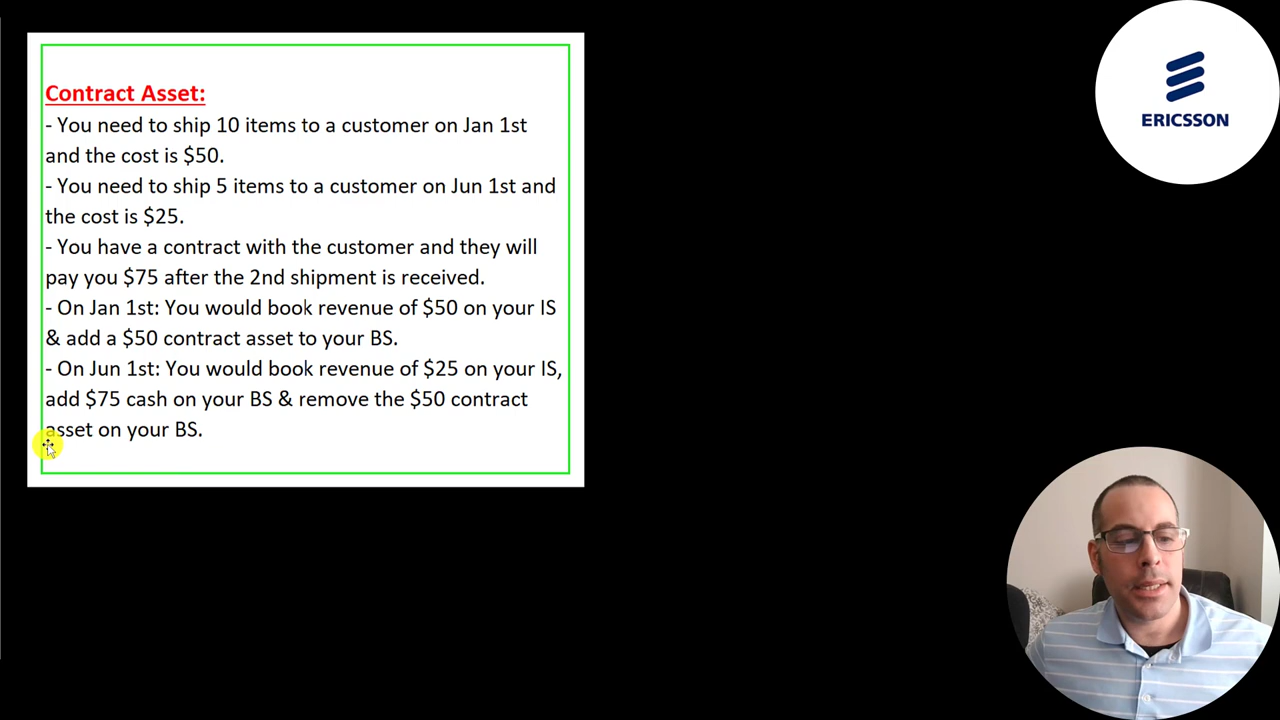 Contract Asset:
- You need to ship 10 items to a customer on Jan 1st
and the cost is $50.
- You need to ship 5 items to a customer on Jun 1st and
the cost is $25.
- You have a contract with the customer and they will
pay you $75 after the 2nd shipment is received.
- On Jan 1st: You would book revenue of $50 on your IS
& add a $50 contract asset to your BS.
- On Jun 1st: You would book revenue of $25 on your IS,
add $75 cash on your BS & remove the $50 contract
asset on your BS.
ERICSSON